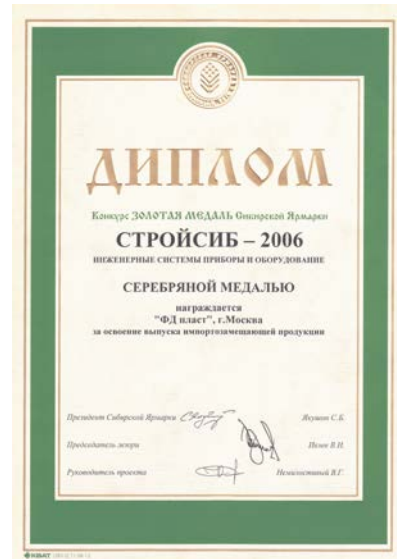 ДИПЛОМ
Конкурс ЗОЛОТАЯ МЕДАЛЬ Сибирской Ярмарки
СТРОЙСИБ – 2006
ИНЖЕНЕРНЫЕ СИСТЕМЫ ПРИБОРЫ И ОБОРУДОВАНИЕ
СЕРЕБРЯНОЙ МЕДАЛЬЮ
награждается
"ФД пласт", г.Москва
за освоение выпуска импортозамещающей продукции
Президент Сибирской Ярмарки Якушин С.Б.
Председатель жюри В.Н.
Руководитель проекта В.Г.
КВАТ